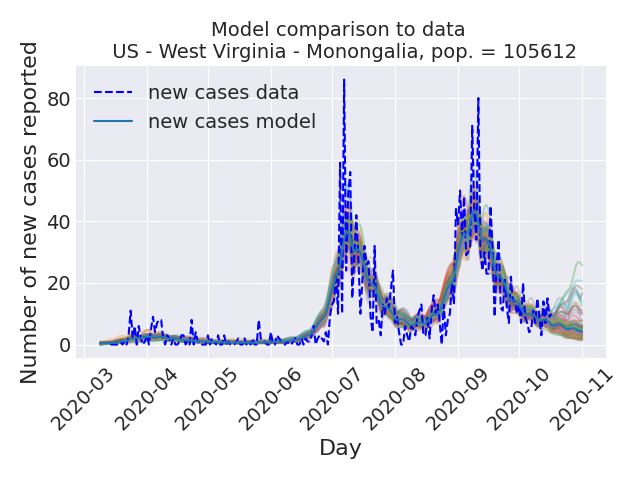 Model comparison to data
US - West Virginia - Monongalia, pop. = 105612
Number of new cases reported
80
60
40
20
0
new cases data
new cases model
2020-03
2020-04
2020-05
2020-06
2020-07
2020-08
2020-09
2020-10
2020-11
Day